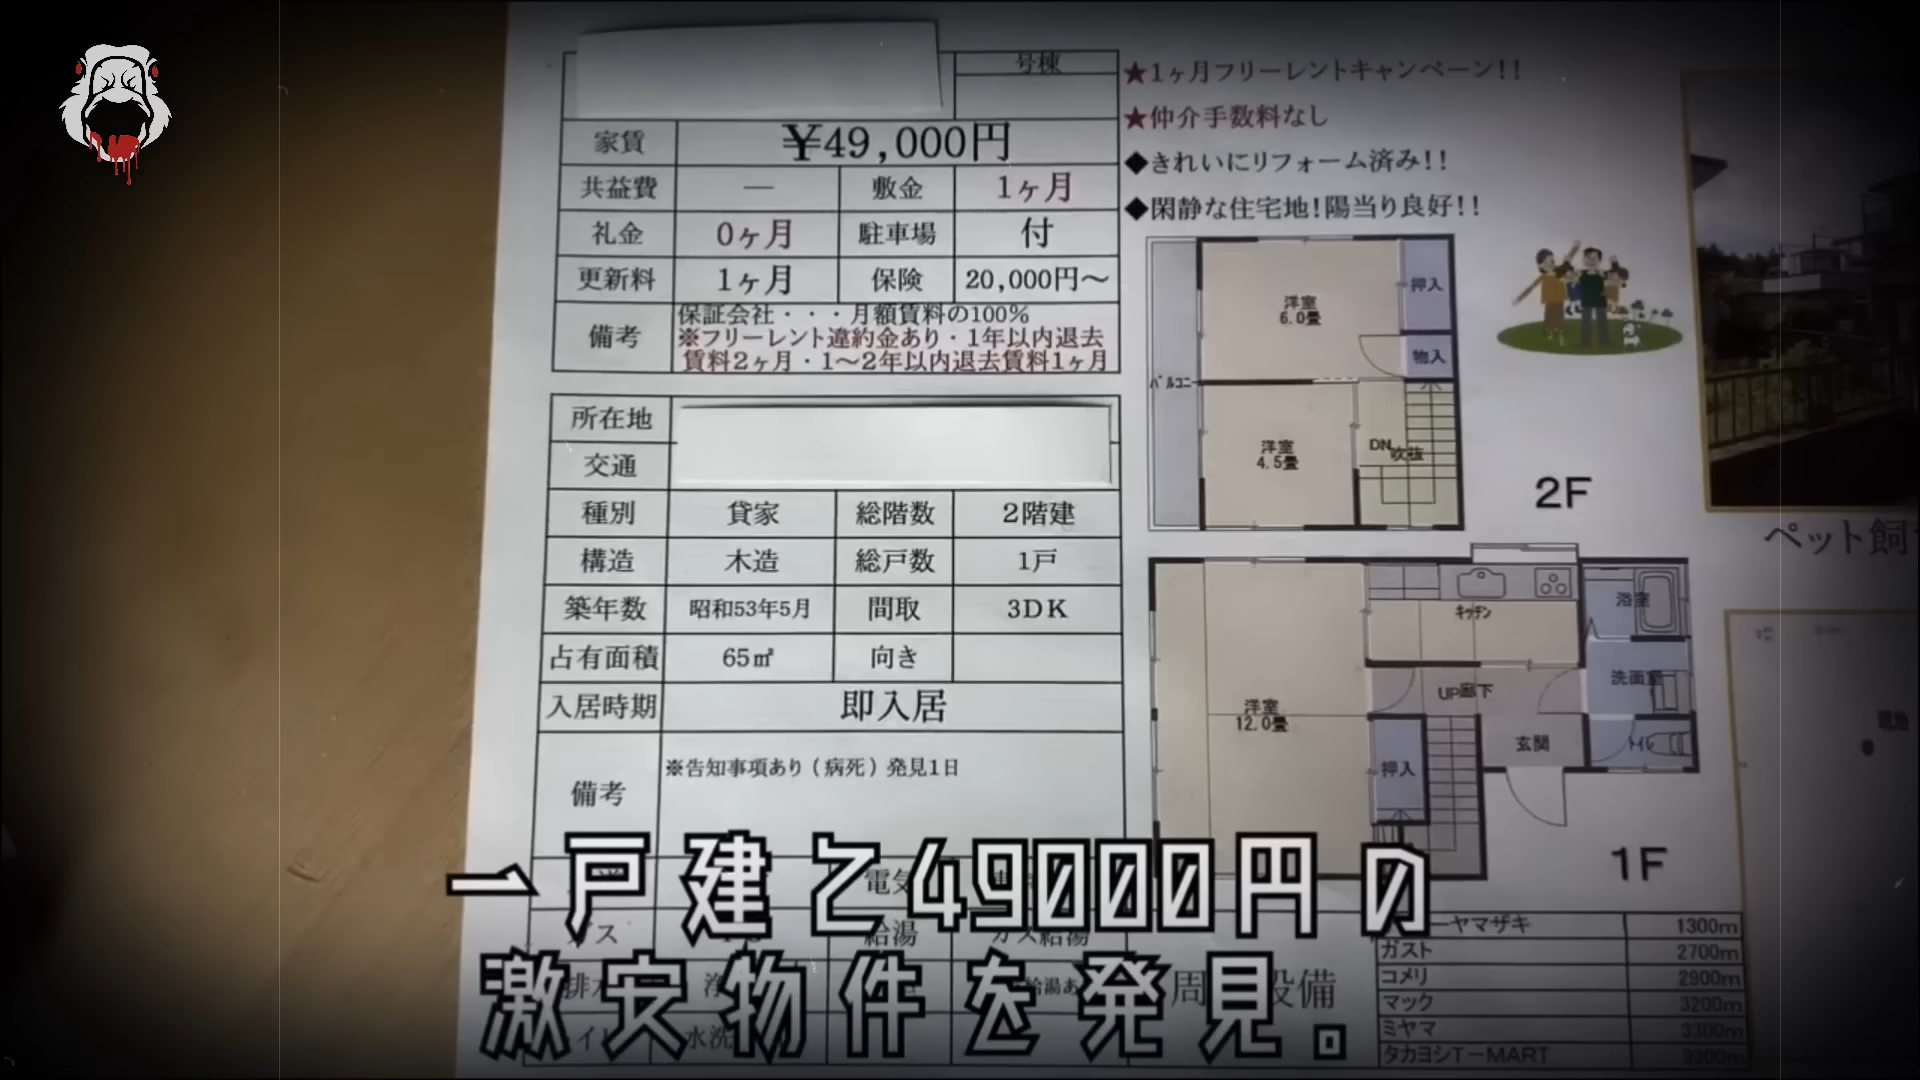 号棟
家賃 ¥49,000円
共益費 ― 敷金 1ヶ月
礼金 0ヶ月 駐車場 付
更新料 1ヶ月 保険 20,000円～
備考
保証会社・・・月額賃料の100%
※フリーレント違約金あり・1年以内退去
賃料2ヶ月・1～2年以内退去賃料1ヶ月
所在地
交通
種別 貸家 総階数 2階建
構造 木造 総戸数 1戸
築年数 昭和53年5月 間取 3DK
占有面積 65㎡ 向き
入居時期 即入居
備考 ※告知事項あり（病死）発見1日
電気
ガス 給湯 ガス給湯
水洗
★1ヶ月フリーレントキャンペーン!!
★仲介手数料なし
◆きれいにリフォーム済み!!
◆閑静な住宅地!陽当り良好!!
洋室
6.0畳
押入
物入
バルコニー
洋室
4.5畳
DN
吹抜
2F
キッチン
浴室
洗面室
UP廊下
洋室
12.0畳
玄関
トイレ
押入
1F
ペット飼
現地
周 設備
ーヤマザキ 1300m
ガスト 2700m
コメリ 2900m
マック 3200m
ミヤマ 3300m
タカヨシT－MART 3300m
一戸建て49000円の
激安物件を発見。